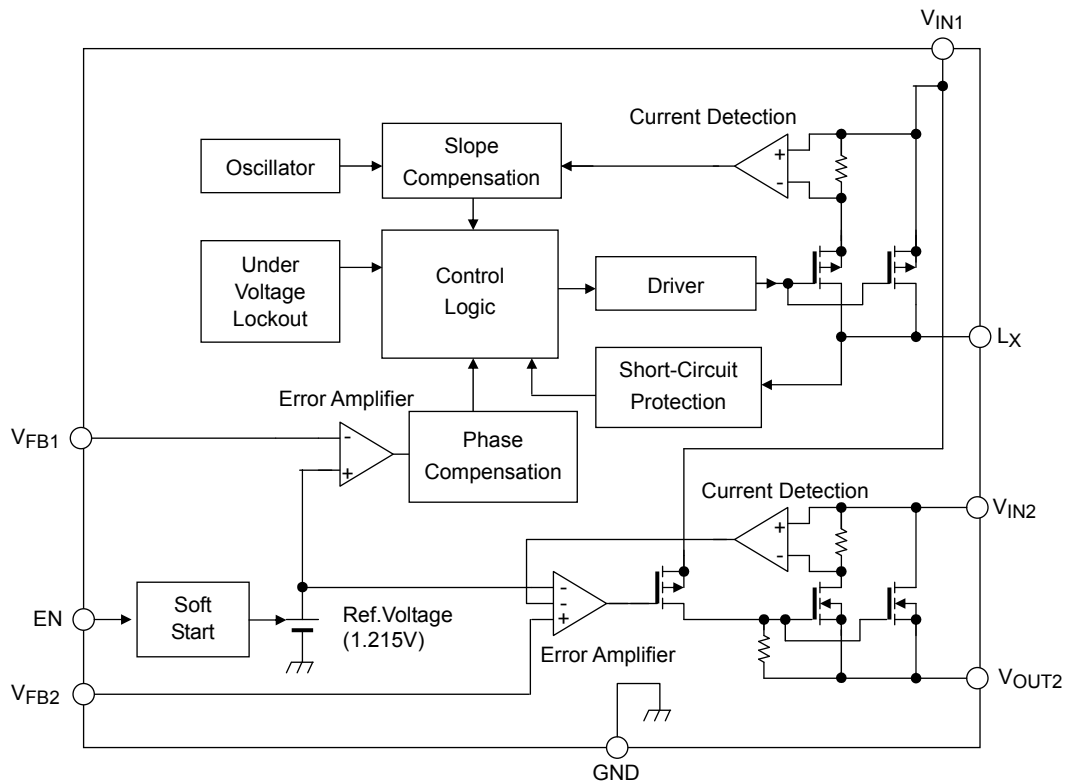 VIN1
Current Detection
+
-
Oscillator
Slope
Compensation
Under
Voltage
Lockout
Control
Logic
Driver
LX
Short-Circuit
Protection
Error Amplifier
VFB1
-
+
Phase
Compensation
Current Detection
VIN2
+
-
EN
Soft
Start
Ref.Voltage
(1.215V)
-
-
+
Error Amplifier
VFB2
VOUT2
GND